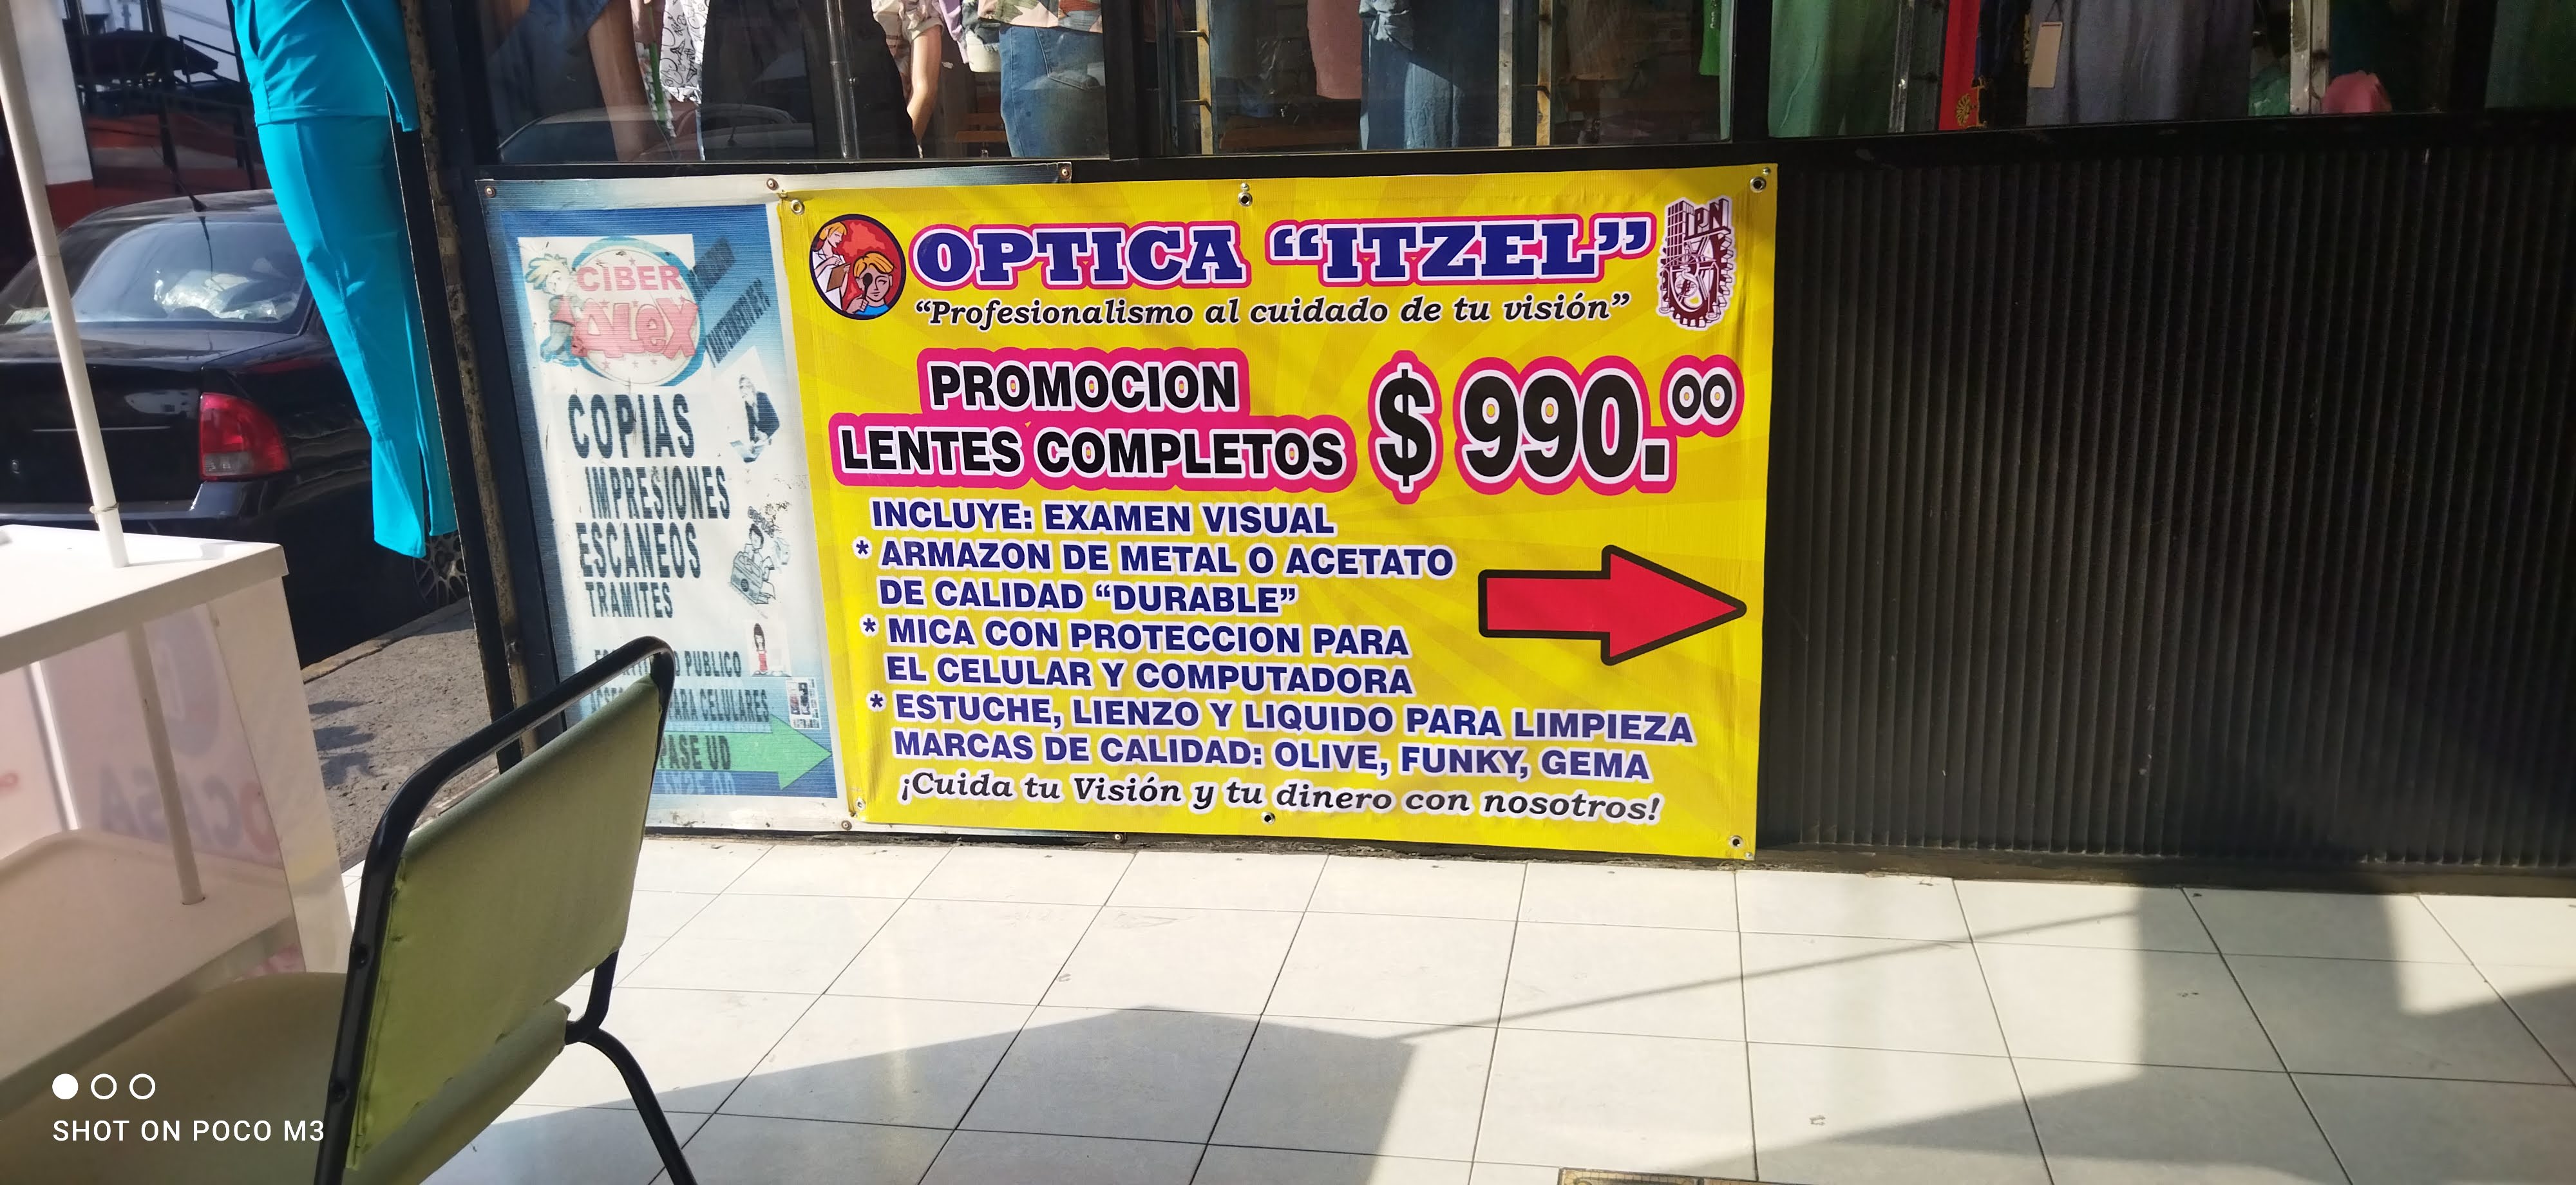 CIBER
ALEX
COPIAS
IMPRESIONES
ESCANEOS
TRAMITES
PUBLICO
PARA CELULARES
PASE UD
OPTICA “ITZEL”
IPN
“Profesionalismo al cuidado de tu visión”
PROMOCION
LENTES COMPLETOS
$ 990.00
INCLUYE: EXAMEN VISUAL
* ARMAZON DE METAL O ACETATO
DE CALIDAD “DURABLE”
* MICA CON PROTECCION PARA
EL CELULAR Y COMPUTADORA
* ESTUCHE, LIENZO Y LIQUIDO PARA LIMPIEZA
MARCAS DE CALIDAD: OLIVE, FUNKY, GEMA
¡Cuida tu Visión y tu dinero con nosotros!
SHOT ON POCO M3